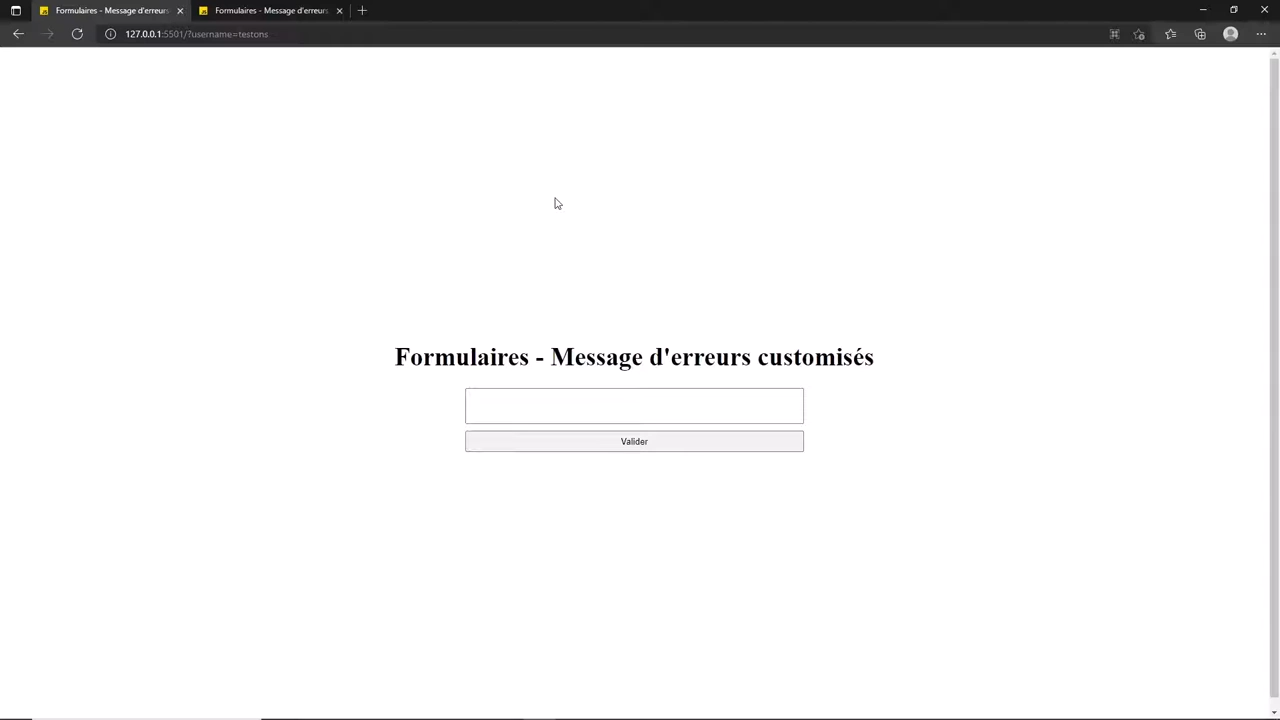 Formulaires - Message d'erreurs
Formulaires - Message d'erreurs
127.0.0.1:5501/?username=testons
Formulaires - Message d'erreurs customisés
Valider